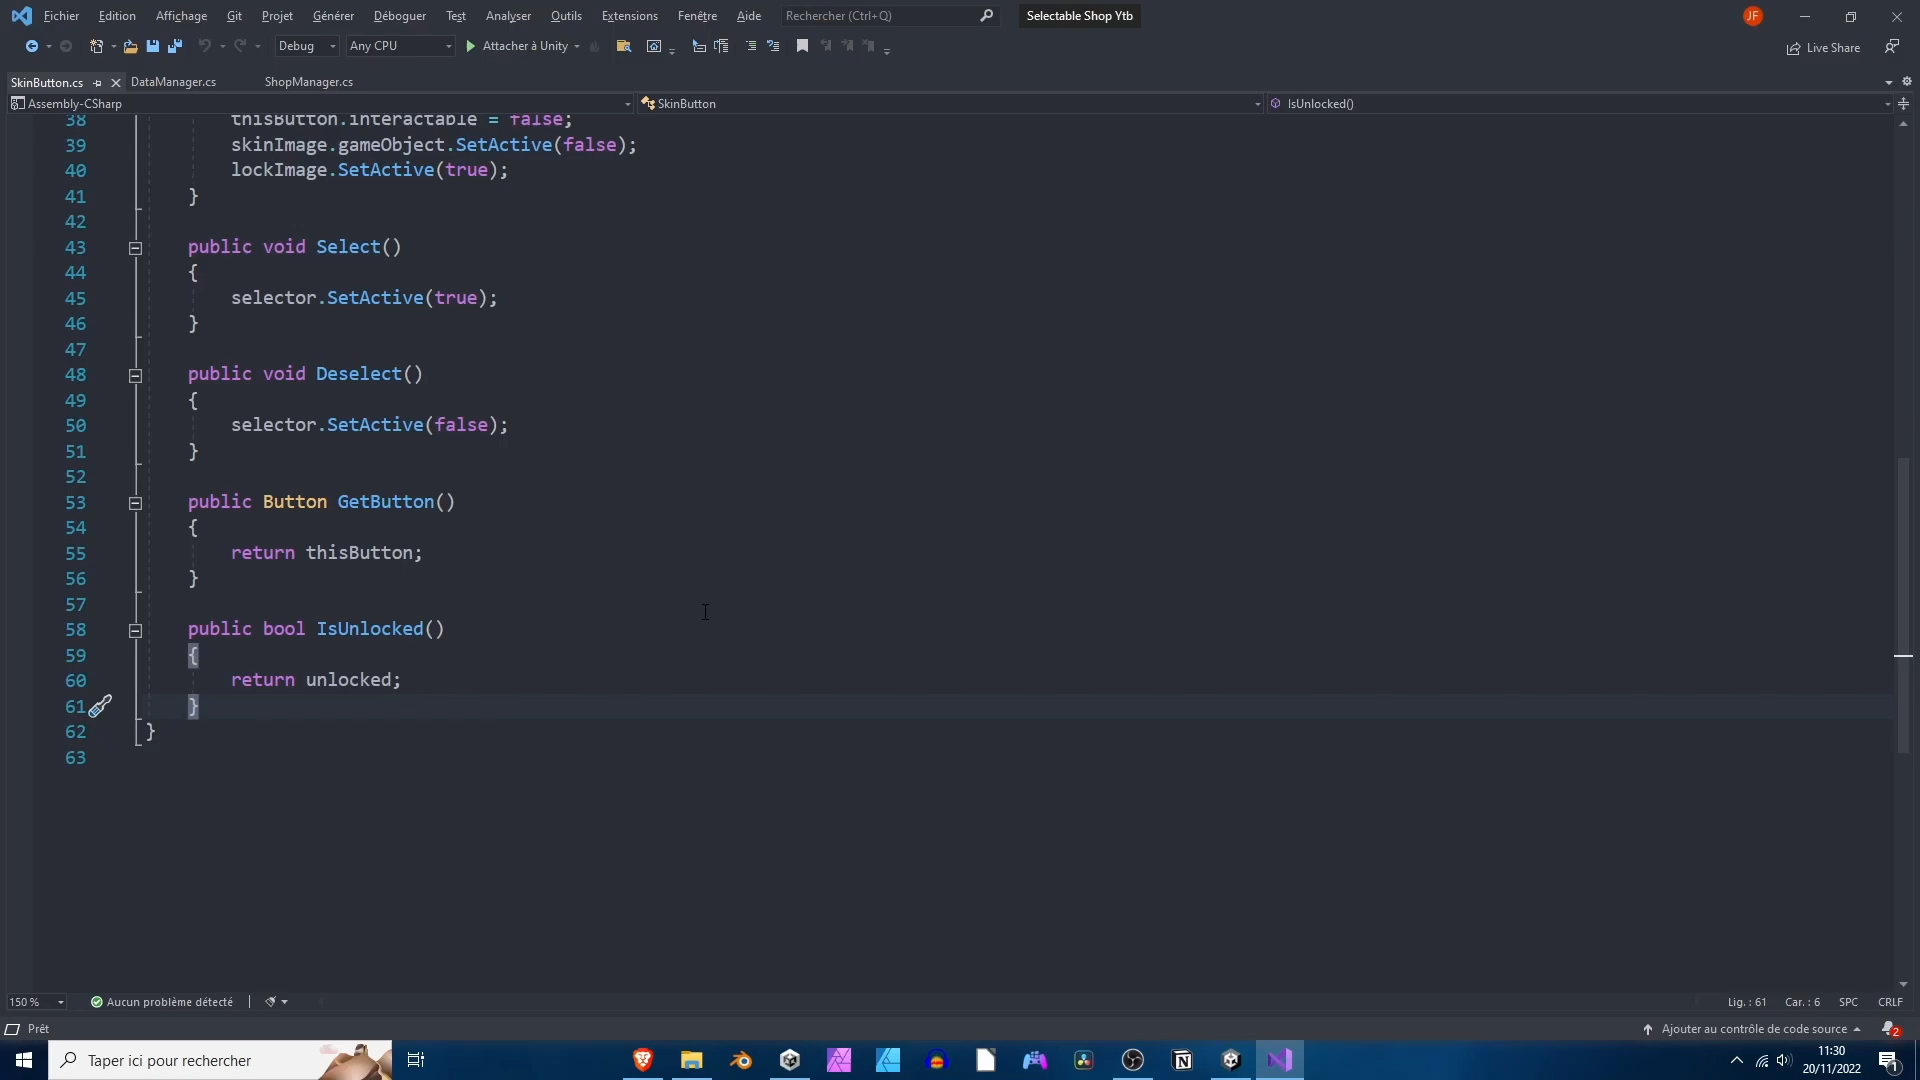 Fichier Edition Affichage Git Projet Générer Déboguer Test Analyser Outils Extensions Fenêtre Aide Rechercher (Ctrl+Q) Selectable Shop Ytb JF
Debug Any CPU Attacher à Unity Live Share
SkinButton.cs DataManager.cs ShopManager.cs
Assembly-CSharp SkinButton IsUnlocked()
38 thisButton.interactable = false;
39 skinImage.gameObject.SetActive(false);
40 lockImage.SetActive(true);
41 }
42
43 public void Select()
44 {
45 selector.SetActive(true);
46 }
47
48 public void Deselect()
49 {
50 selector.SetActive(false);
51 }
52
53 public Button GetButton()
54 {
55 return thisButton;
56 }
57
58 public bool IsUnlocked()
59 {
60 return unlocked;
61 }
62 }
63
150 % Aucun problème détecté Lig. : 61 Car. : 6 SPC CRLF
Prêt Ajouter au contrôle de code source 2
Taper ici pour rechercher 11:30
20/11/2022 1